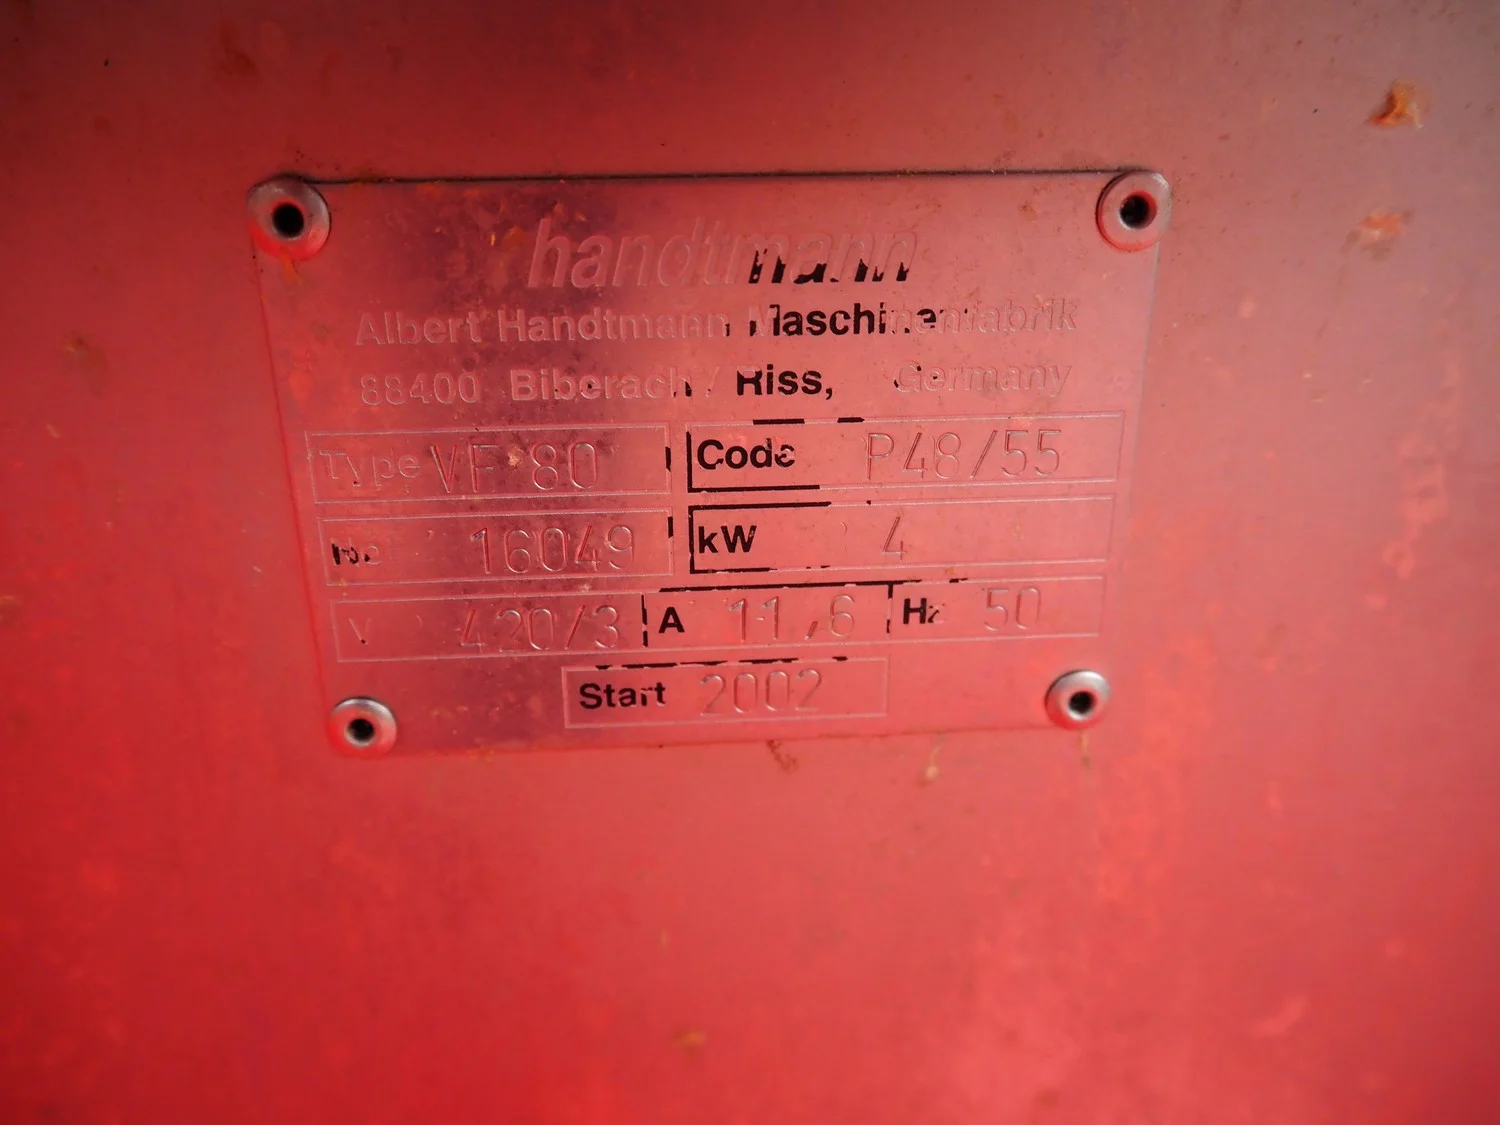 handtmann
Albert Handtmann Maschinenfabrik
88400 Biberach / Riss, Germany
Type VF 80 Code P48/55
No 16049 kW 4
V 420/3 A 11,6 Hz 50
Start 2002